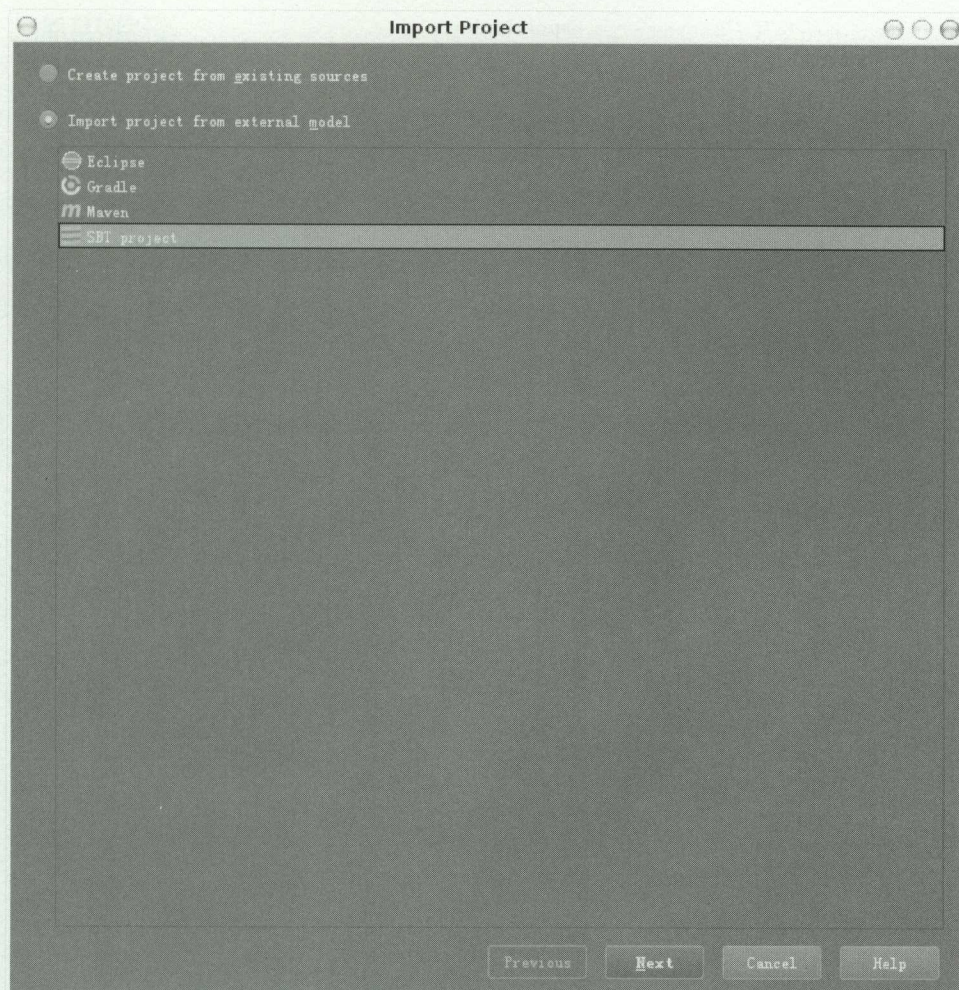 Import Project
Create project from existing sources
Import project from external model
Eclipse
Gradle
Maven
SBT project
Previous Next Cancel Help